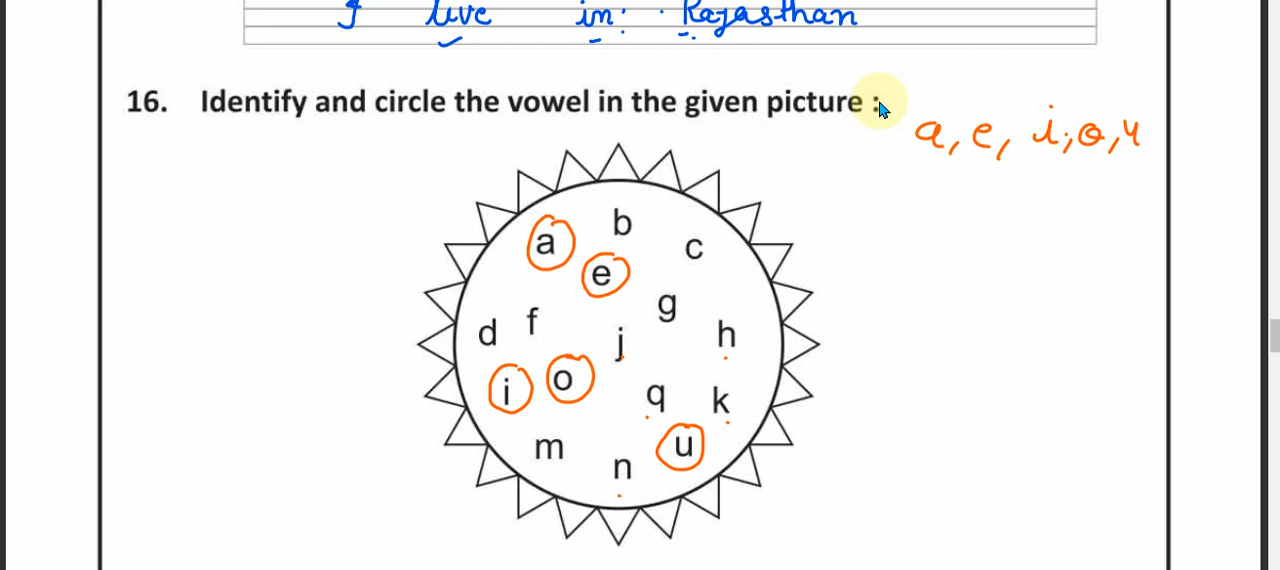 I live in: Rajasthan
16. Identify and circle the vowel in the given picture :
a, e, i, o, u
b
a c
e
g
d f h
j
i o q k
m u
n